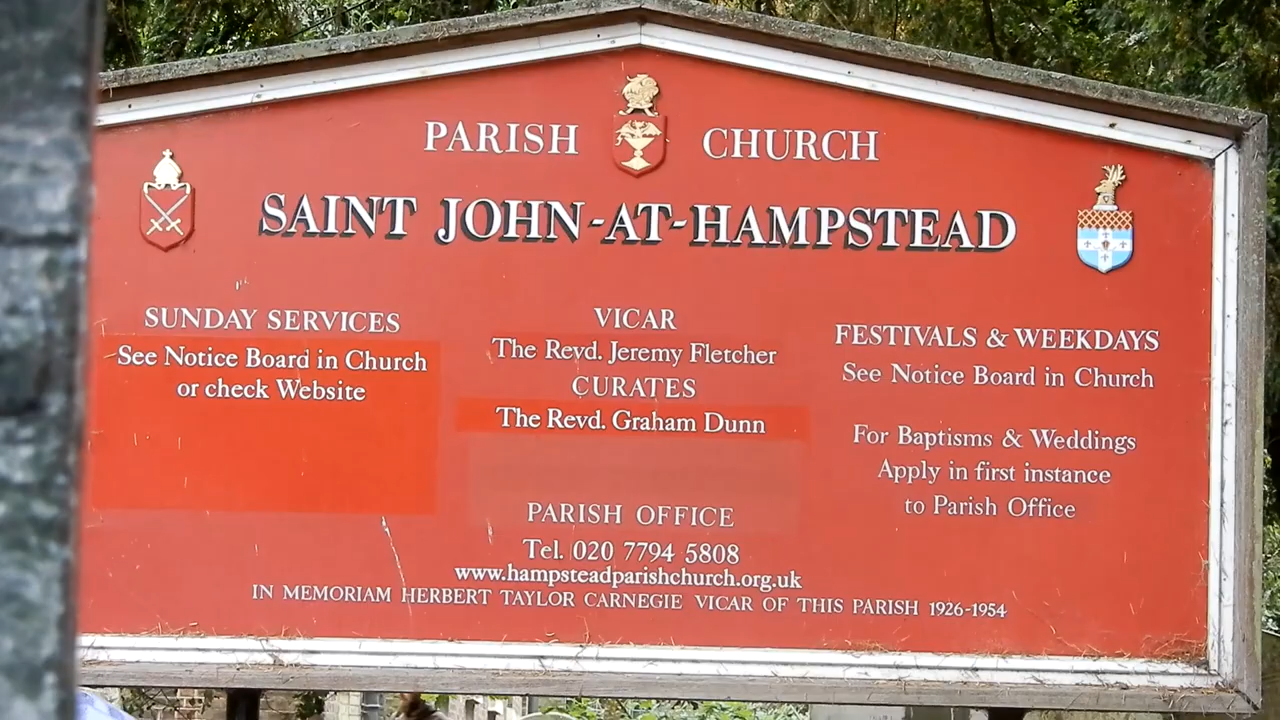 PARISH CHURCH
SAINT JOHN-AT-HAMPSTEAD
SUNDAY SERVICES
See Notice Board in Church
or check Website
VICAR
The Revd. Jeremy Fletcher
CURATES
The Revd. Graham Dunn
FESTIVALS & WEEKDAYS
See Notice Board in Church
For Baptisms & Weddings
Apply in first instance
to Parish Office
PARISH OFFICE
Tel. 020 7794 5808
www.hampsteadparishchurch.org.uk
IN MEMORIAM HERBERT TAYLOR CARNEGIE VICAR OF THIS PARISH 1926-1954